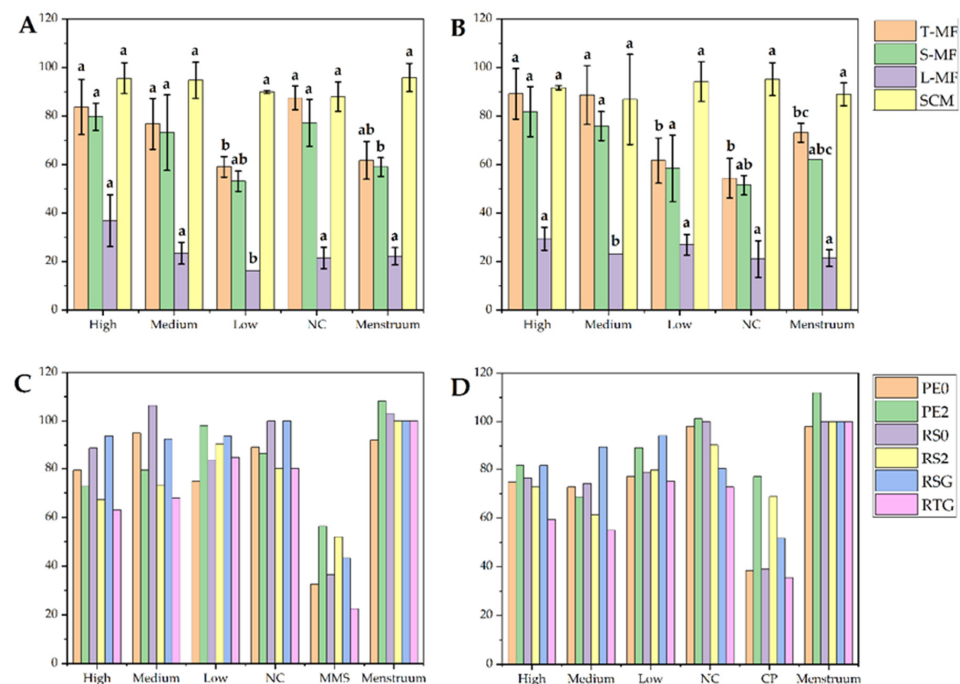 A
120
100
80
60
40
20
0
a a a
a
a a a
a
b ab a
b
a a a
a
ab b a
a
High Medium Low NC Menstruum
B
120
100
80
60
40
20
0
a a a
a
a a a
b
b a a
a
b ab a
a
bc abc a
a
High Medium Low NC Menstruum
T-MF
S-MF
L-MF
SCM
C
120
100
80
60
40
20
0
High Medium Low NC MMS Menstruum
D
120
100
80
60
40
20
0
High Medium Low NC CP Menstruum
PE0
PE2
RS0
RS2
RSG
RTG